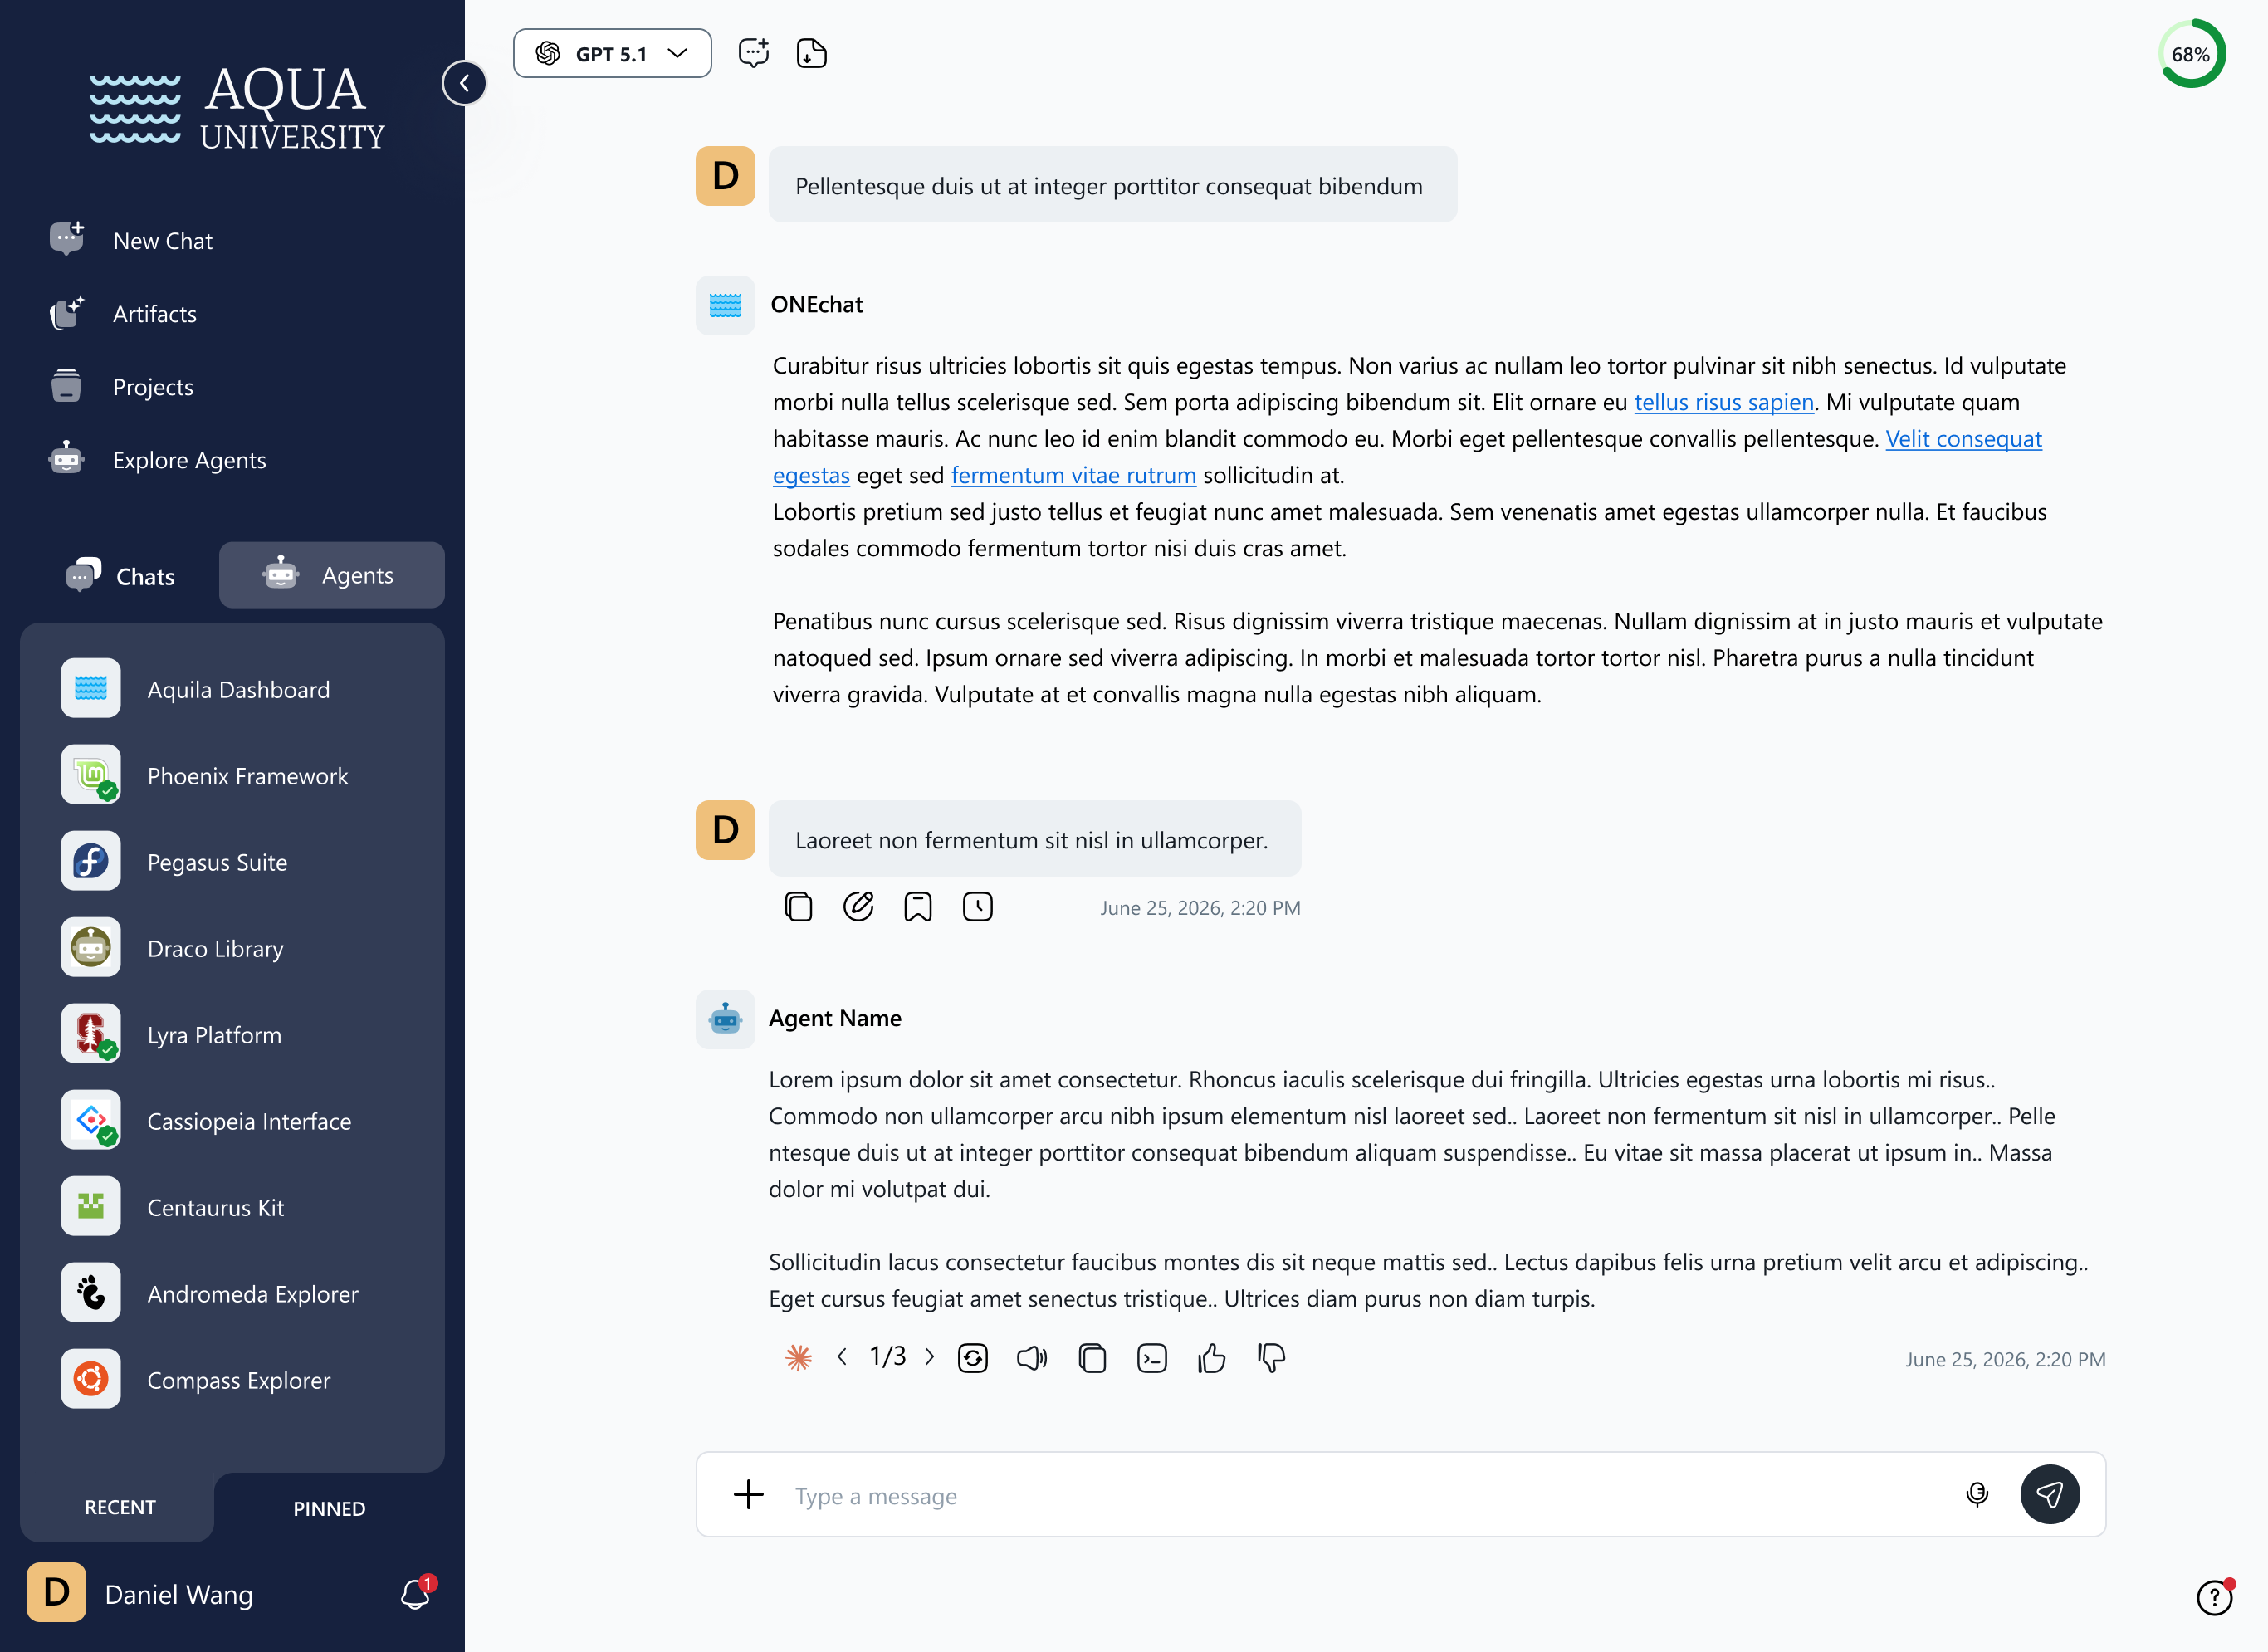 AQUA
UNIVERSITY
New Chat
Artifacts
Projects
Explore Agents
Chats
Agents
Aquila Dashboard
Phoenix Framework
Pegasus Suite
Draco Library
Lyra Platform
Cassiopeia Interface
Centaurus Kit
Andromeda Explorer
Compass Explorer
RECENT
PINNED
D
Daniel Wang
1
GPT 5.1
68%
D
Pellentesque duis ut at integer porttitor consequat bibendum
ONEchat
Curabitur risus ultricies lobortis sit quis egestas tempus. Non varius ac nullam leo tortor pulvinar sit nibh senectus. Id vulputate
morbi nulla tellus scelerisque sed. Sem porta adipiscing bibendum sit. Elit ornare eu tellus risus sapien. Mi vulputate quam
habitasse mauris. Ac nunc leo id enim blandit commodo eu. Morbi eget pellentesque convallis pellentesque. Velit consequat
egestas eget sed fermentum vitae rutrum sollicitudin at.
Lobortis pretium sed justo tellus et feugiat nunc amet malesuada. Sem venenatis amet egestas ullamcorper nulla. Et faucibus
sodales commodo fermentum tortor nisi duis cras amet.
Penatibus nunc cursus scelerisque sed. Risus dignissim viverra tristique maecenas. Nullam dignissim at in justo mauris et vulputate
natoqued sed. Ipsum ornare sed viverra adipiscing. In morbi et malesuada tortor tortor nisl. Pharetra purus a nulla tincidunt
viverra gravida. Vulputate at et convallis magna nulla egestas nibh aliquam.
D
Laoreet non fermentum sit nisl in ullamcorper.
June 25, 2026, 2:20 PM
Agent Name
Lorem ipsum dolor sit amet consectetur. Rhoncus iaculis scelerisque dui fringilla. Ultricies egestas urna lobortis mi risus..
Commodo non ullamcorper arcu nibh ipsum elementum nisl laoreet sed.. Laoreet non fermentum sit nisl in ullamcorper.. Pelle
ntesque duis ut at integer porttitor consequat bibendum aliquam suspendisse.. Eu vitae sit massa placerat ut ipsum in.. Massa
dolor mi volutpat dui.
Sollicitudin lacus consectetur faucibus montes dis sit neque mattis sed.. Lectus dapibus felis urna pretium velit arcu et adipiscing..
Eget cursus feugiat amet senectus tristique.. Ultrices diam purus non diam turpis.
1/3
June 25, 2026, 2:20 PM
Type a message
?